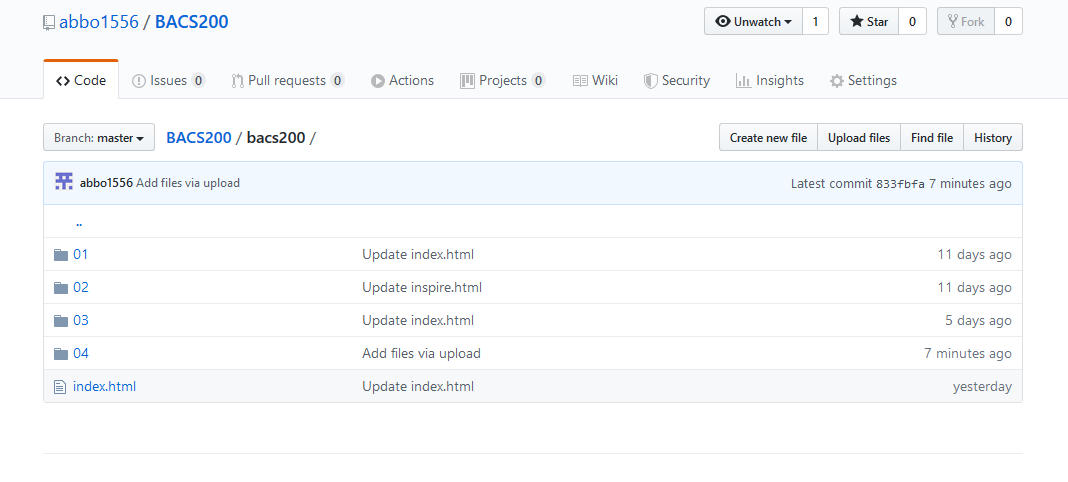 abbo1556 / BACS200 Unwatch 1 Star 0 Fork 0
Code Issues 0 Pull requests 0 Actions Projects 0 Wiki Security Insights Settings
Branch: master BACS200 / bacs200 / Create new file Upload files Find file History
abbo1556 Add files via upload Latest commit 833fbfa 7 minutes ago
..
01 Update index.html 11 days ago
02 Update inspire.html 11 days ago
03 Update index.html 5 days ago
04 Add files via upload 7 minutes ago
index.html Update index.html yesterday